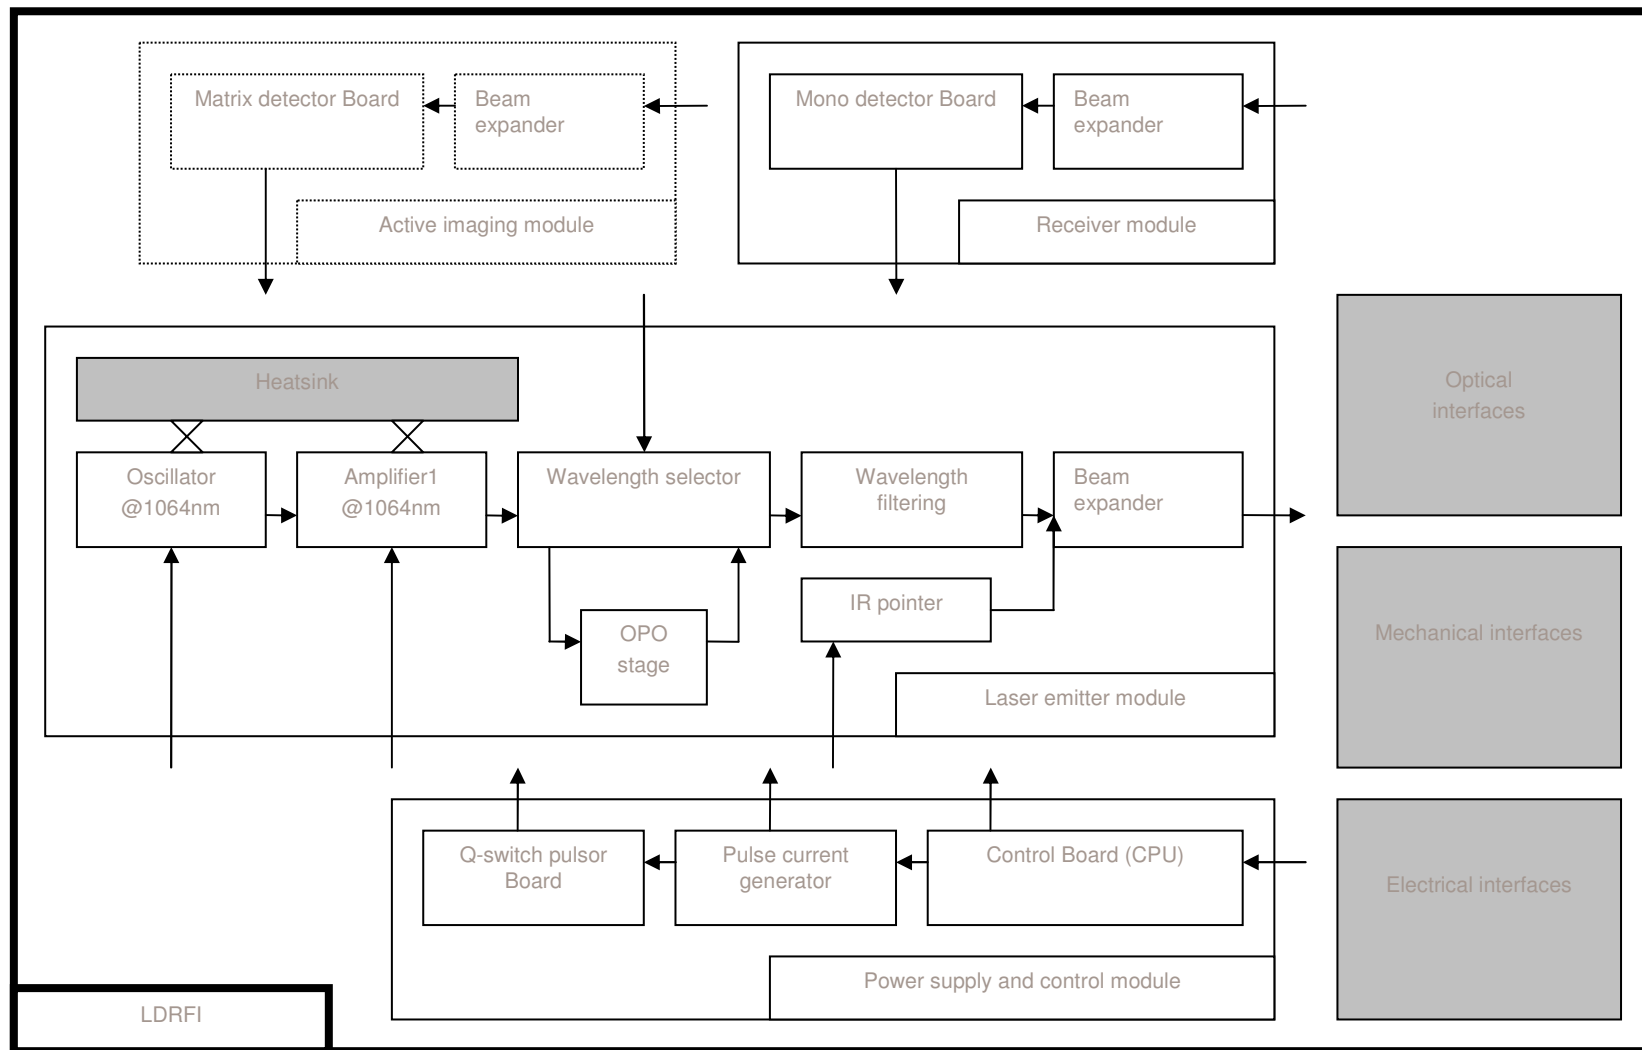 Matrix detector Board
Beam
expander
Active imaging module
Mono detector Board
Beam
expander
Receiver module
Heatsink
Oscillator
@1064nm
Amplifier1
@1064nm
Wavelength selector
Wavelength
filtering
Beam
expander
OPO
stage
IR pointer
Laser emitter module
Optical
interfaces
Mechanical interfaces
Q-switch pulsor
Board
Pulse current
generator
Control Board (CPU)
Power supply and control module
Electrical interfaces
LDRFI